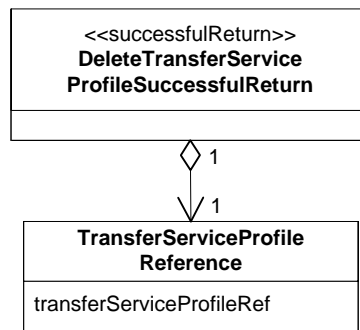 <<successfulReturn>>
DeleteTransferService
ProfileSuccessfulReturn
1
1
TransferServiceProfile
Reference
transferServiceProfileRef